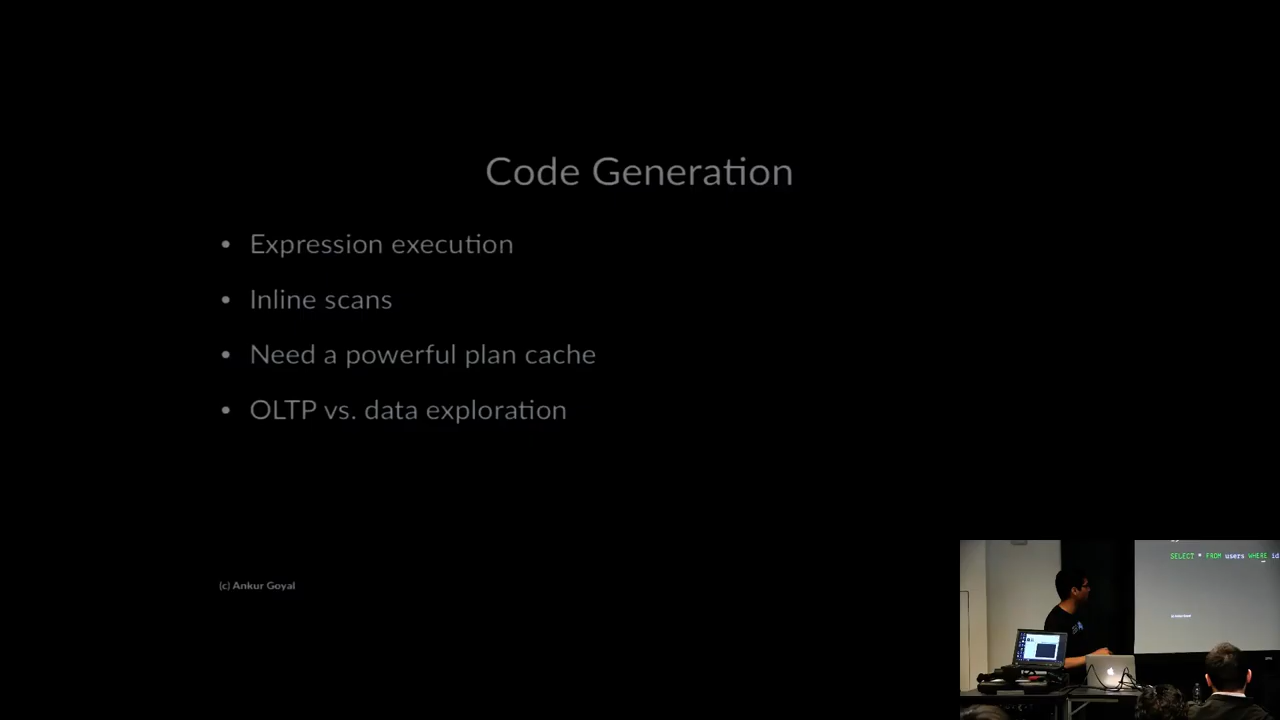 Code Generation
• Expression execution
• Inline scans
• Need a powerful plan cache
• OLTP vs. data exploration
(c) Ankur Goyal
SELECT * FROM users WHERE id